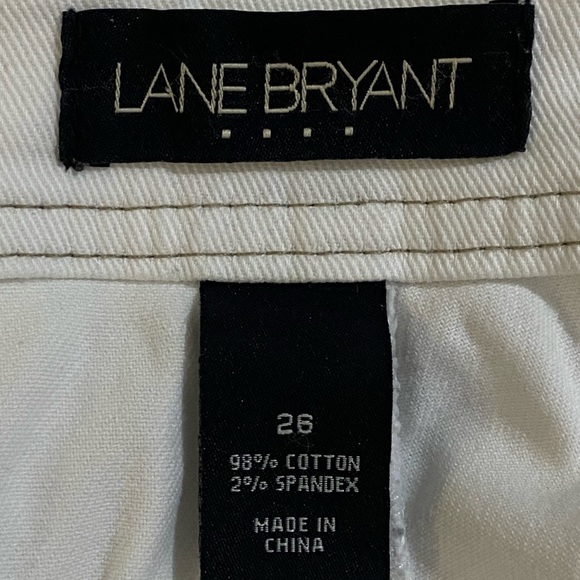 LANE BRYANT
26
98% COTTON
2% SPANDEX
MADE IN
CHINA